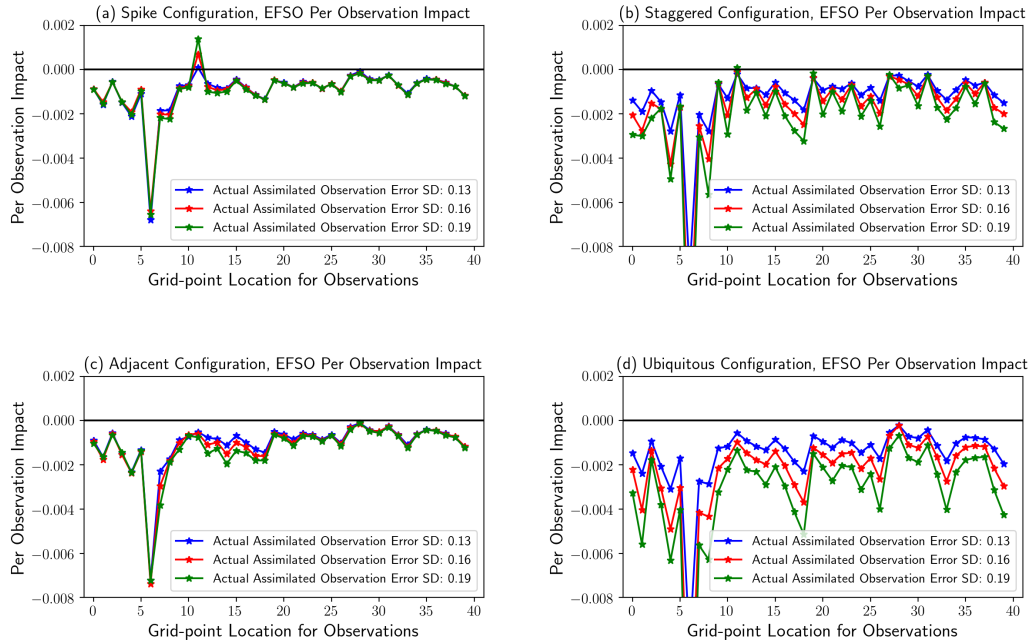 (a) Spike Configuration, EFSO Per Observation Impact
0.002
0.000
−0.002
−0.004
−0.006
−0.008
Per Observation Impact
Actual Assimilated Observation Error SD: 0.13
Actual Assimilated Observation Error SD: 0.16
Actual Assimilated Observation Error SD: 0.19
0 5 10 15 20 25 30 35 40
Grid-point Location for Observations
(b) Staggered Configuration, EFSO Per Observation Impact
0.002
0.000
−0.002
−0.004
−0.006
−0.008
Per Observation Impact
Actual Assimilated Observation Error SD: 0.13
Actual Assimilated Observation Error SD: 0.16
Actual Assimilated Observation Error SD: 0.19
0 5 10 15 20 25 30 35 40
Grid-point Location for Observations
(c) Adjacent Configuration, EFSO Per Observation Impact
0.002
0.000
−0.002
−0.004
−0.006
−0.008
Per Observation Impact
Actual Assimilated Observation Error SD: 0.13
Actual Assimilated Observation Error SD: 0.16
Actual Assimilated Observation Error SD: 0.19
0 5 10 15 20 25 30 35 40
Grid-point Location for Observations
(d) Ubiquitous Configuration, EFSO Per Observation Impact
0.002
0.000
−0.002
−0.004
−0.006
−0.008
Per Observation Impact
Actual Assimilated Observation Error SD: 0.13
Actual Assimilated Observation Error SD: 0.16
Actual Assimilated Observation Error SD: 0.19
0 5 10 15 20 25 30 35 40
Grid-point Location for Observations